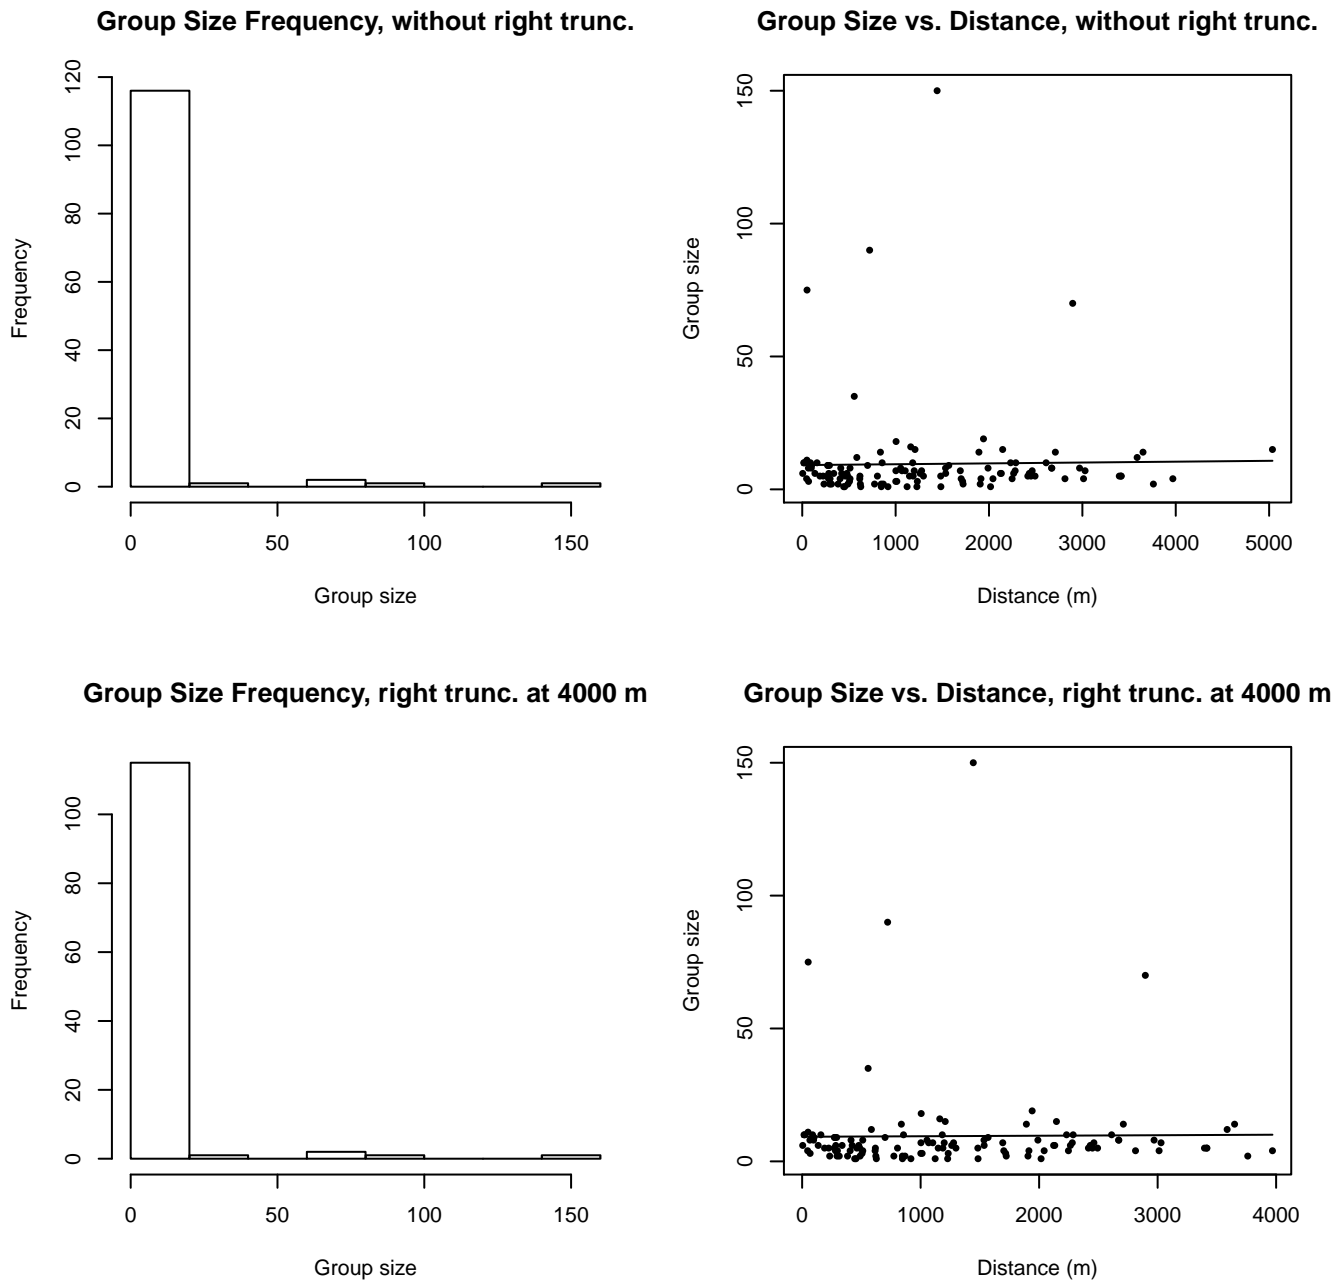 Group Size Frequency, without right trunc.
Frequency
0 20 40 60 80 100 120
0 50 100 150
Group size
Group Size vs. Distance, without right trunc.
Group size
0 50 100 150
0 1000 2000 3000 4000 5000
Distance (m)
Group Size Frequency, right trunc. at 4000 m
Frequency
0 20 40 60 80 100
0 50 100 150
Group size
Group Size vs. Distance, right trunc. at 4000 m
Group size
0 50 100 150
0 1000 2000 3000 4000
Distance (m)